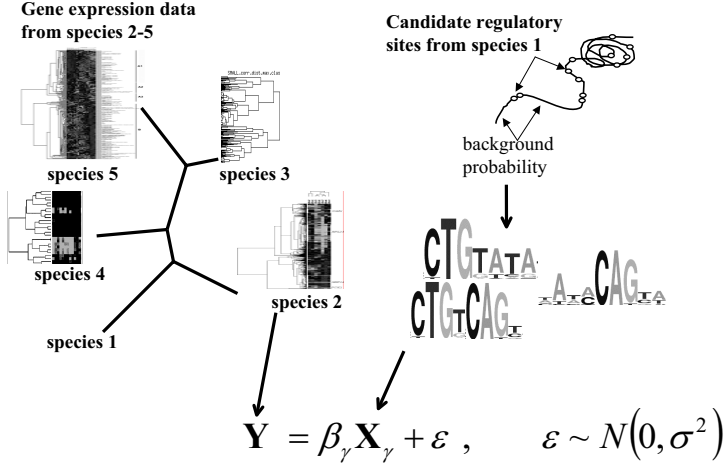 Gene expression data
from species 2-5
Candidate regulatory
sites from species 1
species 5
species 3
background
probability
species 4
species 2
species 1
CTGTATA
ATACAGTA
CTGTCAG
Y = β_γ X_γ + ε , ε ~ N(0, σ²)